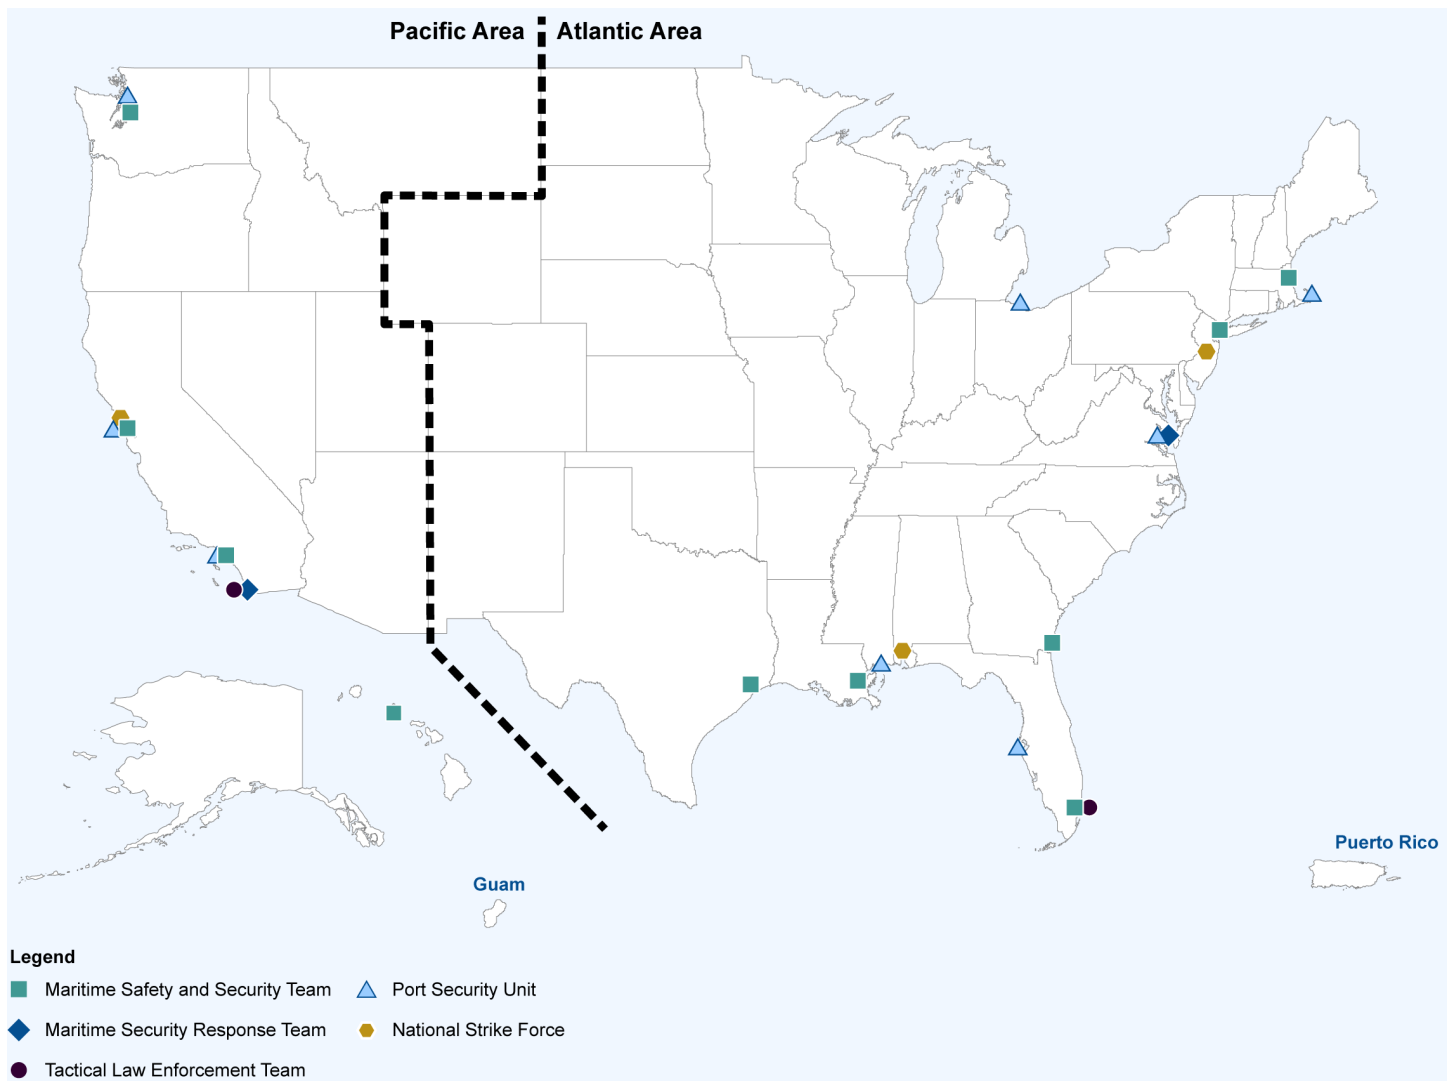 Pacific Area
Atlantic Area
Puerto Rico
Guam
Legend
Maritime Safety and Security Team
Port Security Unit
Maritime Security Response Team
National Strike Force
Tactical Law Enforcement Team